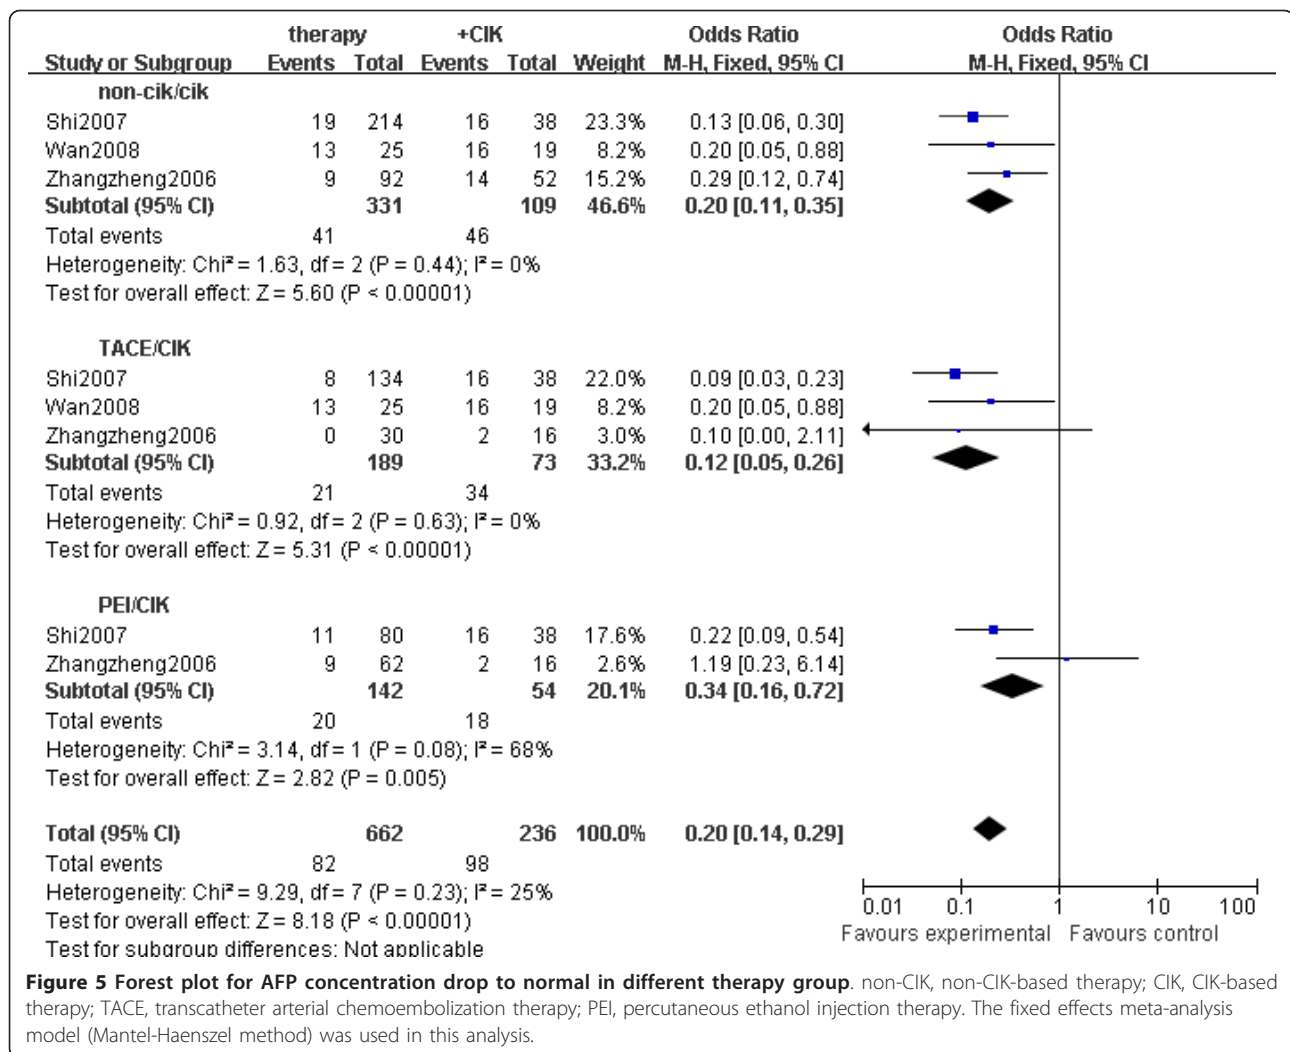 therapy +CIK Odds Ratio Odds Ratio
Study or Subgroup Events Total Events Total Weight M-H, Fixed, 95% CI M-H, Fixed, 95% CI
non-cik/cik
Shi2007 19 214 16 38 23.3% 0.13 [0.06, 0.30]
Wan2008 13 25 16 19 8.2% 0.20 [0.05, 0.88]
Zhangzheng2006 9 92 14 52 15.2% 0.29 [0.12, 0.74]
Subtotal (95% CI) 331 109 46.6% 0.20 [0.11, 0.35]
Total events 41 46
Heterogeneity: Chi² = 1.63, df = 2 (P = 0.44); I² = 0%
Test for overall effect: Z = 5.60 (P < 0.00001)
TACE/CIK
Shi2007 8 134 16 38 22.0% 0.09 [0.03, 0.23]
Wan2008 13 25 16 19 8.2% 0.20 [0.05, 0.88]
Zhangzheng2006 0 30 2 16 3.0% 0.10 [0.00, 2.11]
Subtotal (95% CI) 189 73 33.2% 0.12 [0.05, 0.26]
Total events 21 34
Heterogeneity: Chi² = 0.92, df = 2 (P = 0.63); I² = 0%
Test for overall effect: Z = 5.31 (P < 0.00001)
PEI/CIK
Shi2007 11 80 16 38 17.6% 0.22 [0.09, 0.54]
Zhangzheng2006 9 62 2 16 2.6% 1.19 [0.23, 6.14]
Subtotal (95% CI) 142 54 20.1% 0.34 [0.16, 0.72]
Total events 20 18
Heterogeneity: Chi² = 3.14, df = 1 (P = 0.08); I² = 68%
Test for overall effect: Z = 2.82 (P = 0.005)
Total (95% CI) 662 236 100.0% 0.20 [0.14, 0.29]
Total events 82 98
Heterogeneity: Chi² = 9.29, df = 7 (P = 0.23); I² = 25%
Test for overall effect: Z = 8.18 (P < 0.00001)
Test for subgroup differences: Not applicable
0.01 0.1 1 10 100
Favours experimental Favours control
Figure 5 Forest plot for AFP concentration drop to normal in different therapy group. non-CIK, non-CIK-based therapy; CIK, CIK-based
therapy; TACE, transcatheter arterial chemoembolization therapy; PEI, percutaneous ethanol injection therapy. The fixed effects meta-analysis
model (Mantel-Haenszel method) was used in this analysis.